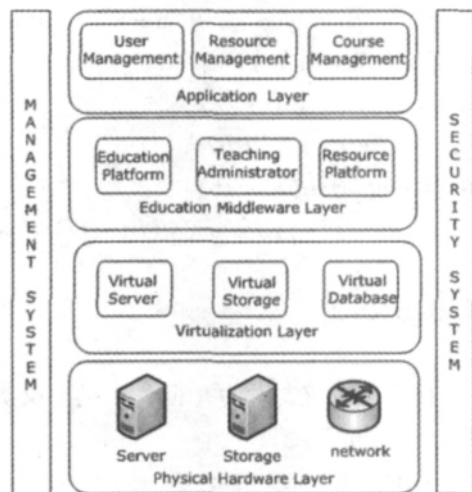 MANAGEMENT SYSTEM
User Management
Resource Management
Course Management
Application Layer
Education Platform
Teaching Administrator
Resource Platform
Education Middleware Layer
Virtual Server
Virtual Storage
Virtual Database
Virtualization Layer
Server
Storage
network
Physical Hardware Layer
SECURITY SYSTEM